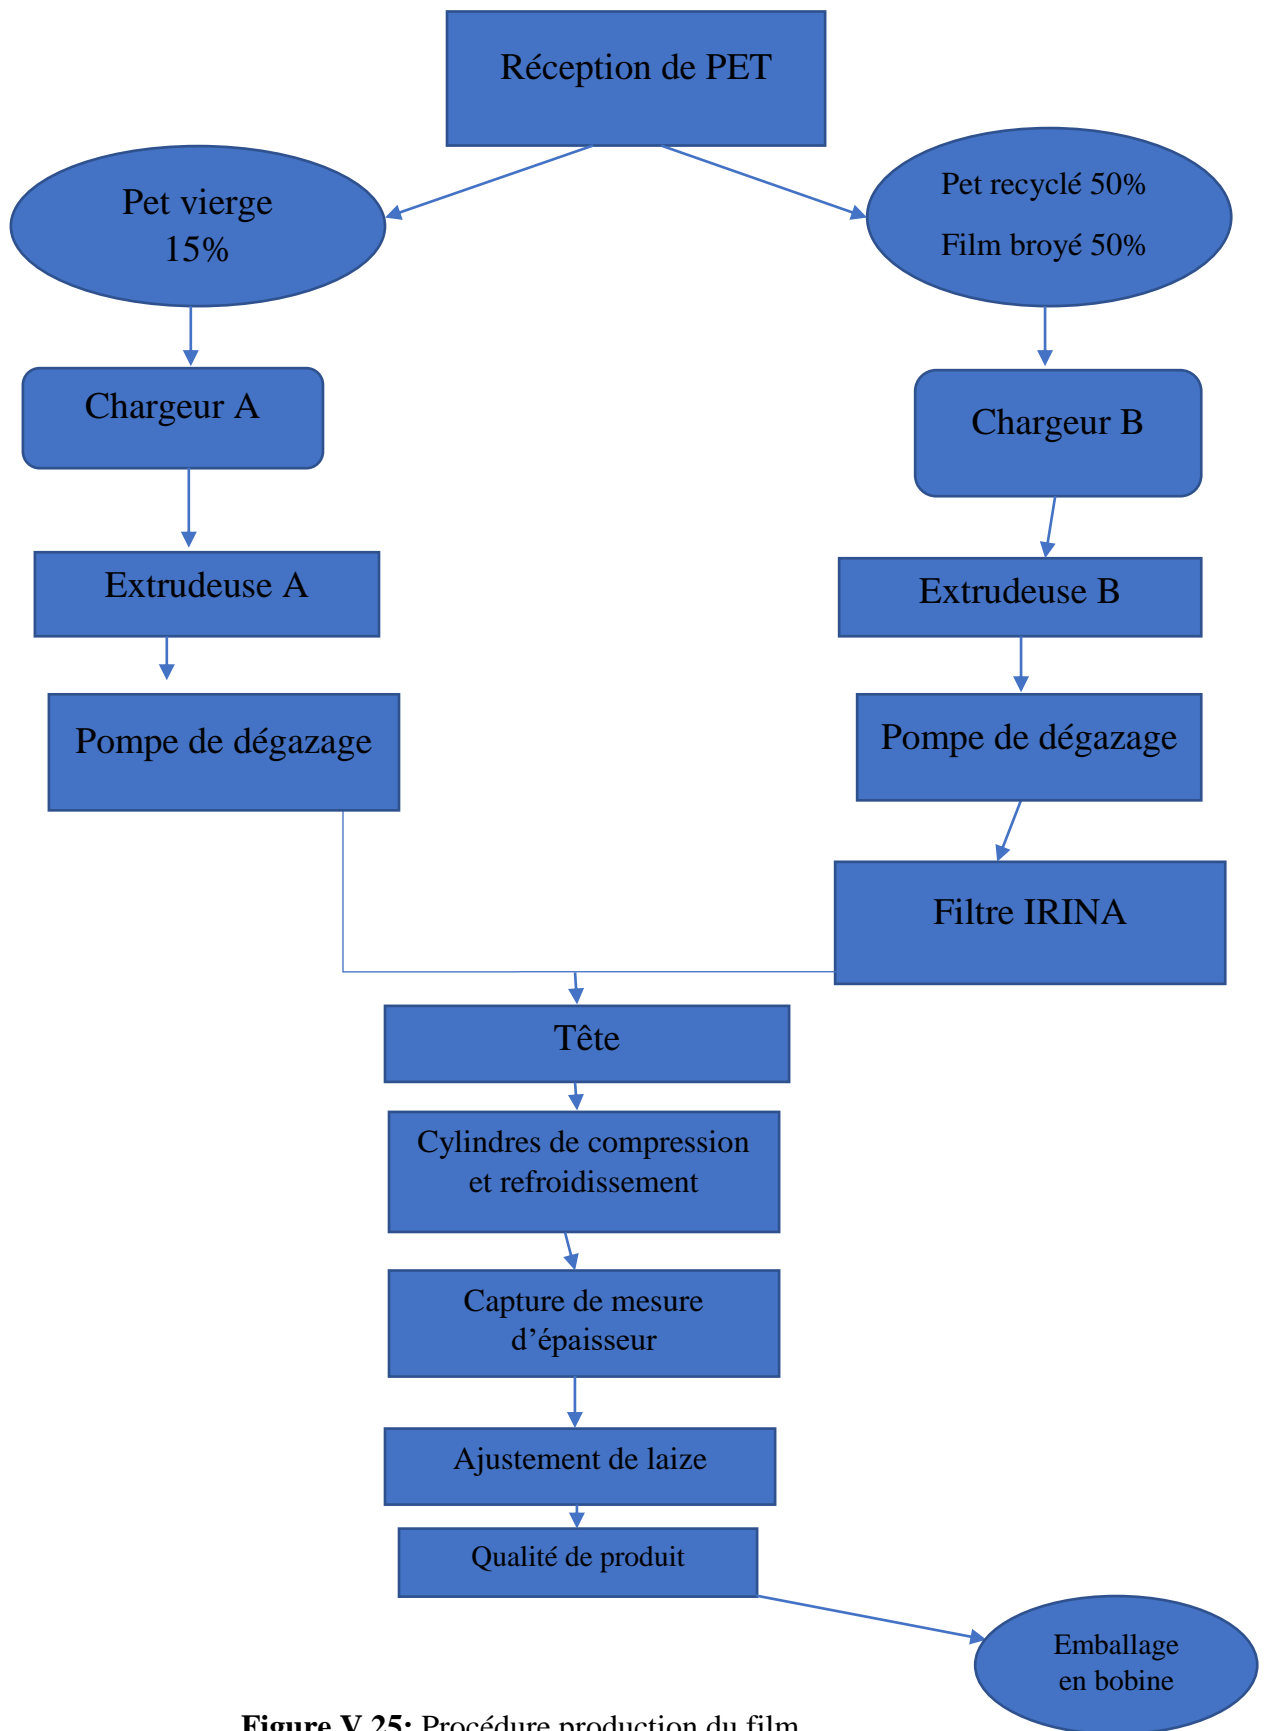 Réception de PET
Pet vierge
15%
Pet recyclé 50%
Film broyé 50%
Chargeur A
Chargeur B
Extrudeuse A
Extrudeuse B
Pompe de dégazage
Pompe de dégazage
Filtre IRINA
Tête
Cylindres de compression
et refroidissement
Capture de mesure
d’épaisseur
Ajustement de laize
Qualité de produit
Emballage
en bobine
Figure V.25: Procédure production du film